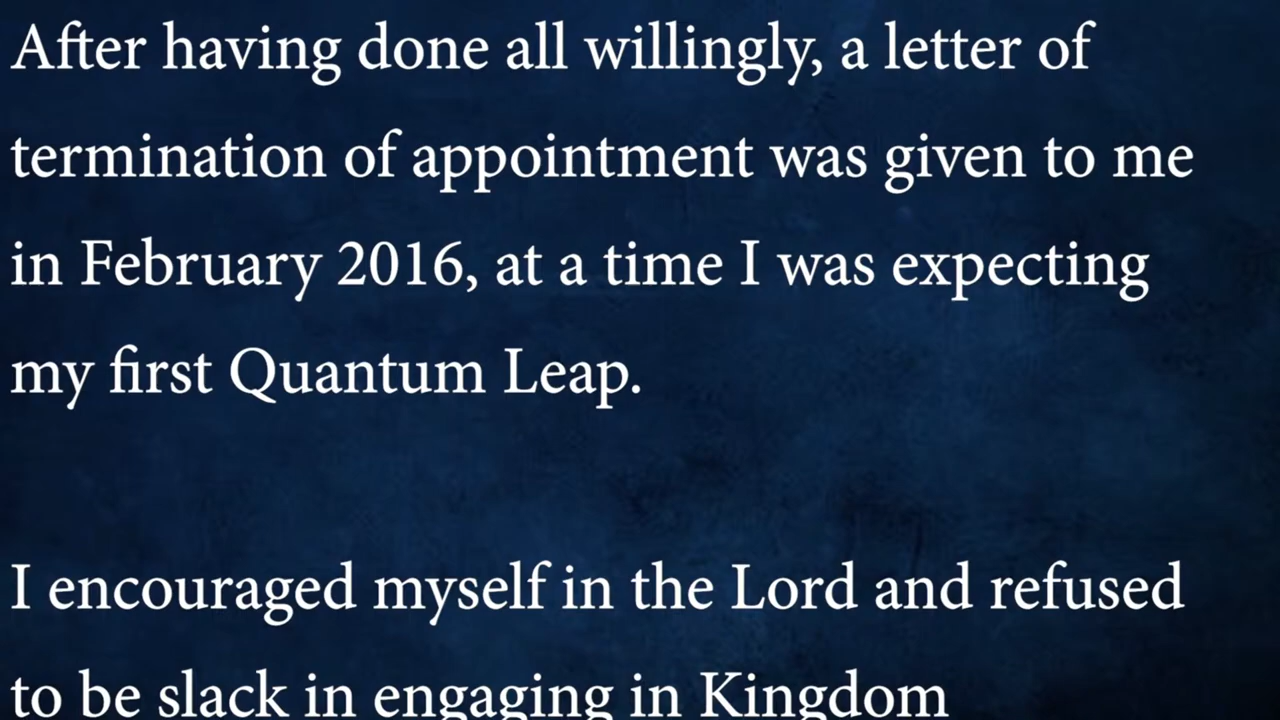 After having done all willingly, a letter of
termination of appointment was given to me
in February 2016, at a time I was expecting
my first Quantum Leap.
I encouraged myself in the Lord and refused
to be slack in engaging in Kingdom